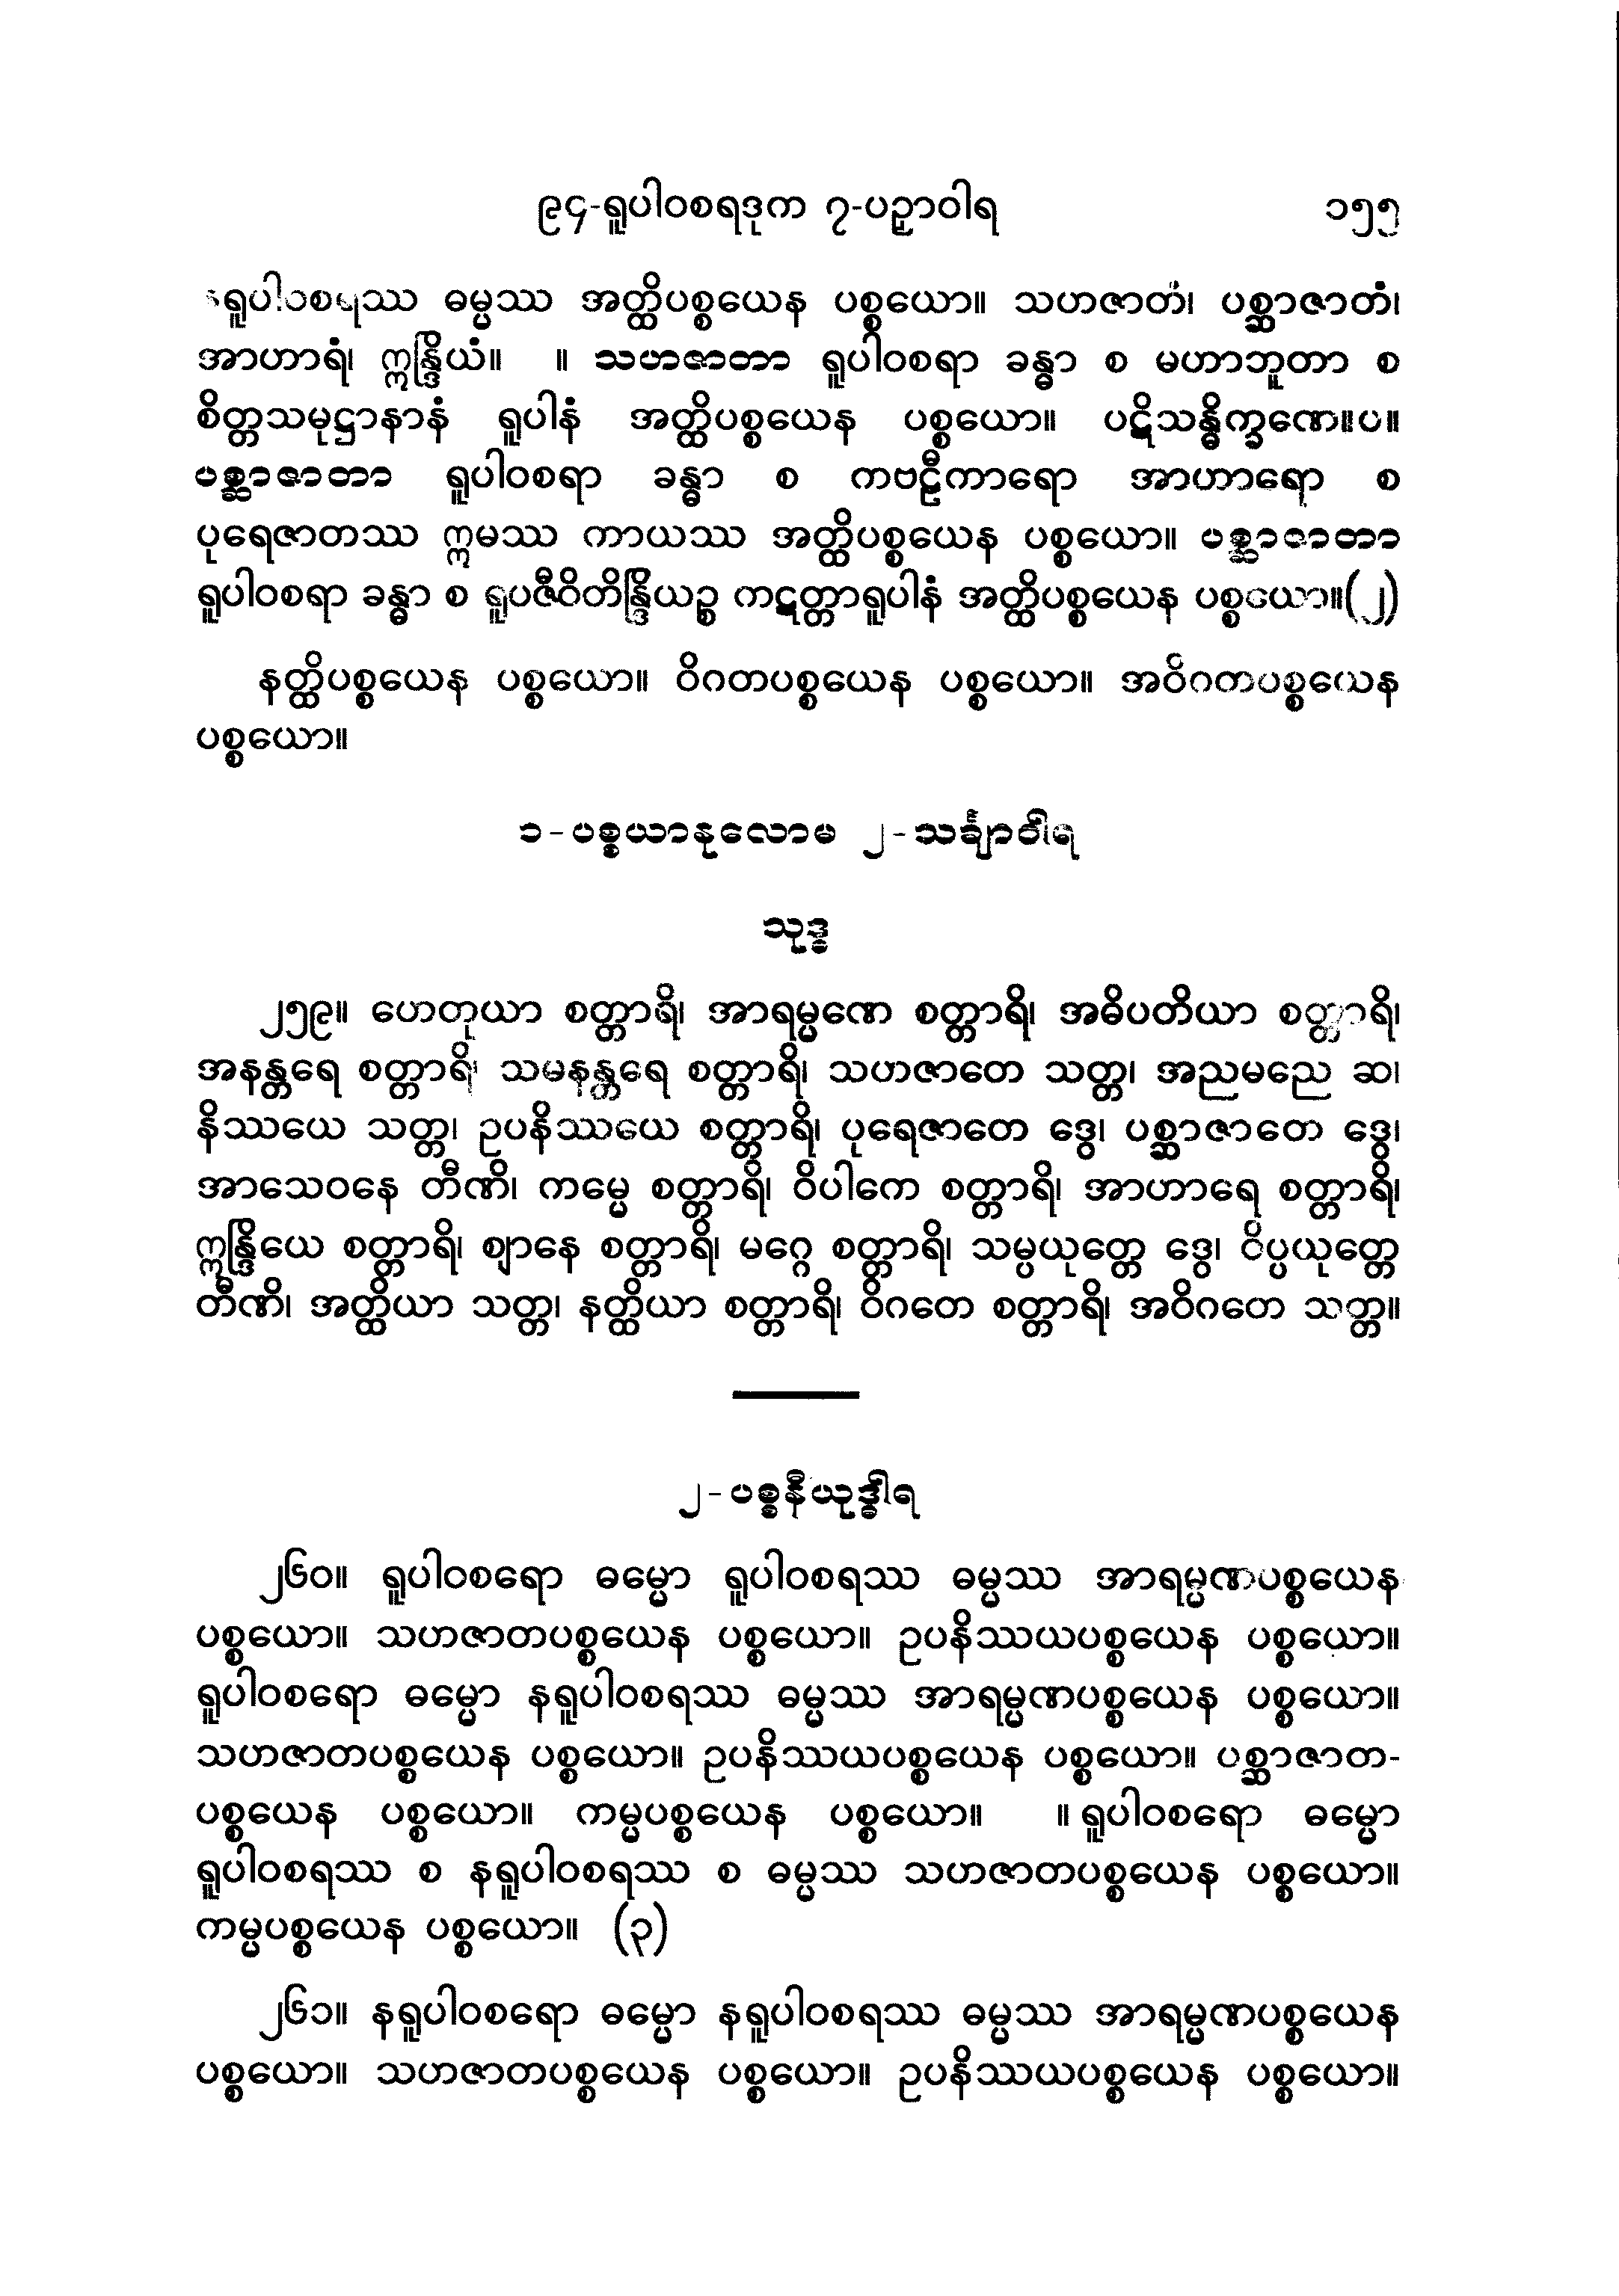 ၉၄-ရူပါဝစရဒုက ၇-ပဉှာဝါရ ၁၅၅
နရူပါဝစရဿ ဓမ္မဿ အတ္ထိပစ္စယေန ပစ္စယော။ သဟဇာတံ၊ ပစ္ဆာဇာတံ၊
အာဟာရံ၊ ဣန္ဒြိယံ။ ။ သဟဇာတာ ရူပါဝစရာ ခန္ဓာ စ မဟာဘူတာ စ
စိတ္တသမုဋ္ဌာနာနံ ရူပါနံ အတ္ထိပစ္စယေန ပစ္စယော။ ပဋိသန္ဓိက္ခဏေ။ပ။
ပစ္ဆာဇာတာ ရူပါဝစရာ ခန္ဓာ စ ကဗဠီကာရော အာဟာရော စ
ပုရေဇာတဿ ဣမဿ ကာယဿ အတ္ထိပစ္စယေန ပစ္စယော။ ပစ္ဆာဇာတာ
ရူပါဝစရာ ခန္ဓာ စ ရူပဇီဝိတိန္ဒြိယဉ္စ ကဋတ္တာရူပါနံ အတ္ထိပစ္စယေန ပစ္စယော။(၂)
နတ္ထိပစ္စယေန ပစ္စယော။ ဝိဂတပစ္စယေန ပစ္စယော။ အဝိဂတပစ္စယေန
ပစ္စယော။
၁-ပစ္စယာနုလောမ ၂-သင်္ချာဝါရ
သုဒ္ဓ
၂၅၉။ ဟေတုယာ စတ္တာရိ၊ အာရမ္မဏေ စတ္တာရိ၊ အဓိပတိယာ စတ္တာရိ၊
အနန္တရေ စတ္တာရိ၊ သမနန္တရေ စတ္တာရိ၊ သဟဇာတေ သတ္တ၊ အညမညေ ဆ၊
နိဿယေ သတ္တ၊ ဥပနိဿယေ စတ္တာရိ၊ ပုရေဇာတေ ဒွေ၊ ပစ္ဆာဇာတေ ဒွေ၊
အာသေဝနေ တီဏိ၊ ကမ္မေ စတ္တာရိ၊ ဝိပါကေ စတ္တာရိ၊ အာဟာရေ စတ္တာရိ၊
ဣန္ဒြိယေ စတ္တာရိ၊ ဈာနေ စတ္တာရိ၊ မဂ္ဂေ စတ္တာရိ၊ သမ္ပယုတ္တေ ဒွေ၊ ဝိပ္ပယုတ္တေ
တီဏိ၊ အတ္ထိယာ သတ္တ၊ နတ္ထိယာ စတ္တာရိ၊ ဝိဂတေ စတ္တာရိ၊ အဝိဂတေ သတ္တ။
၂-ပစ္စနီယုဒ္ဓါရ
၂၆၀။ ရူပါဝစရော ဓမ္မော ရူပါဝစရဿ ဓမ္မဿ အာရမ္မဏပစ္စယေန
ပစ္စယော။ သဟဇာတပစ္စယေန ပစ္စယော။ ဥပနိဿယပစ္စယေန ပစ္စယော။
ရူပါဝစရော ဓမ္မော နရူပါဝစရဿ ဓမ္မဿ အာရမ္မဏပစ္စယေန ပစ္စယော။
သဟဇာတပစ္စယေန ပစ္စယော။ ဥပနိဿယပစ္စယေန ပစ္စယော။ ပစ္ဆာဇာတ-
ပစ္စယေန ပစ္စယော။ ကမ္မပစ္စယေန ပစ္စယော။ ။ ရူပါဝစရော ဓမ္မော
ရူပါဝစရဿ စ နရူပါဝစရဿ စ ဓမ္မဿ သဟဇာတပစ္စယေန ပစ္စယော။
ကမ္မပစ္စယေန ပစ္စယော။ (၃)
၂၆၁။ နရူပါဝစရော ဓမ္မော နရူပါဝစရဿ ဓမ္မဿ အာရမ္မဏပစ္စယေန
ပစ္စယော။ သဟဇာတပစ္စယေန ပစ္စယော။ ဥပနိဿယပစ္စယေန ပစ္စယော။